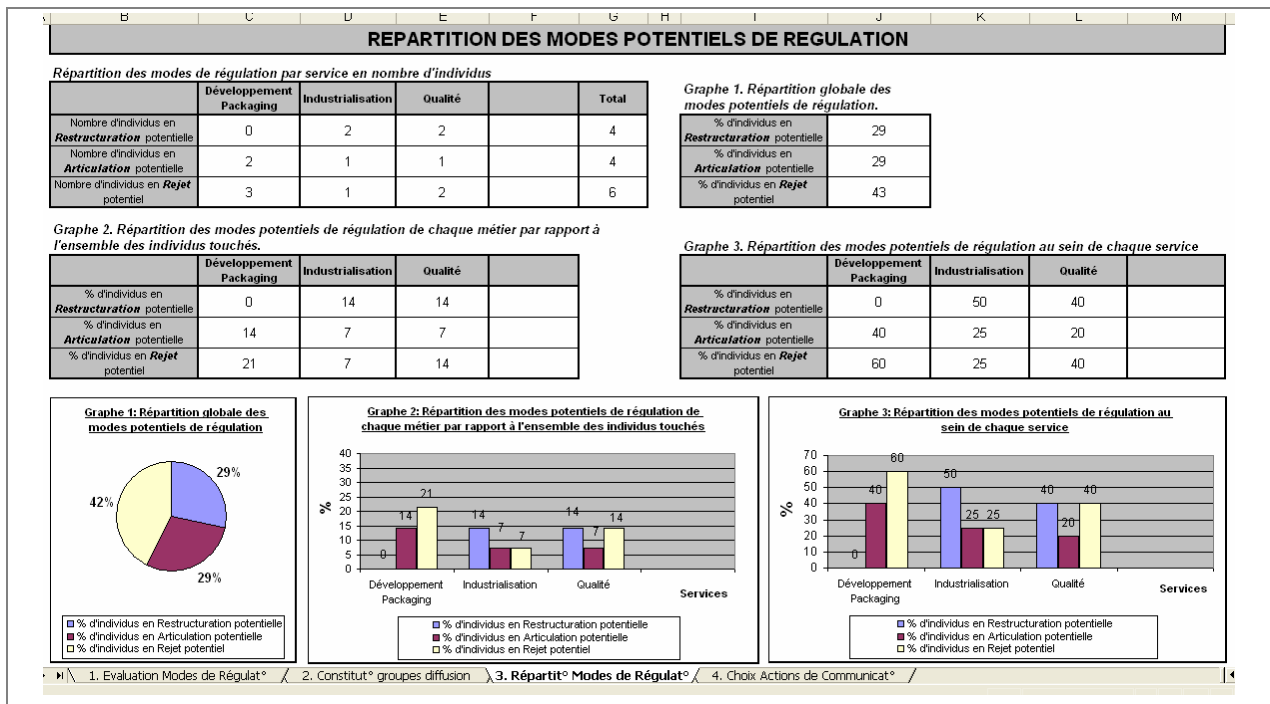 B C D E F G H I J K L M
REPARTITION DES MODES POTENTIELS DE REGULATION
Répartition des modes de régulation par service en nombre d'individus
Développement Packaging Industrialisation Qualité Total
Nombre d'individus en Restructuration potentielle 0 2 2 4
Nombre d'individus en Articulation potentielle 2 1 1 4
Nombre d'individus en Rejet potentiel 3 1 2 6
Graphe 1. Répartition globale des
modes potentiels de régulation.
% d'individus en Restructuration potentielle 29
% d'individus en Articulation potentielle 29
% d'individus en Rejet potentiel 43
Graphe 2. Répartition des modes potentiels de régulation de chaque métier par rapport à
l'ensemble des individus touchés.
Développement Packaging Industrialisation Qualité
% d'individus en Restructuration potentielle 0 14 14
% d'individus en Articulation potentielle 14 7 7
% d'individus en Rejet potentiel 21 7 14
Graphe 3. Répartition des modes potentiels de régulation au sein de chaque service
Développement Packaging Industrialisation Qualité
% d'individus en Restructuration potentielle 0 50 40
% d'individus en Articulation potentielle 40 25 20
% d'individus en Rejet potentiel 60 25 40
Graphe 1: Répartition globale des
modes potentiels de régulation
29%
42%
29%
% d'individus en Restructuration potentielle
% d'individus en Articulation potentielle
% d'individus en Rejet potentiel
Graphe 2: Répartition des modes potentiels de régulation de
chaque métier par rapport à l'ensemble des individus touchés
%
40
35
30
25
20
15
10
5
0
0 14 21 14 7 7 14 7 14
Développement Packaging Industrialisation Qualité Services
% d'individus en Restructuration potentielle
% d'individus en Articulation potentielle
% d'individus en Rejet potentiel
Graphe 3: Répartition des modes potentiels de régulation au
sein de chaque service
%
70
60
50
40
30
20
10
0
0 40 60 50 25 25 40 20 40
Développement Packaging Industrialisation Qualité Services
% d'individus en Restructuration potentielle
% d'individus en Articulation potentielle
% d'individus en Rejet potentiel
1. Evaluation Modes de Régulat° 2. Constitut° groupes diffusion 3. Répartit° Modes de Régulat° 4. Choix Actions de Communicat°